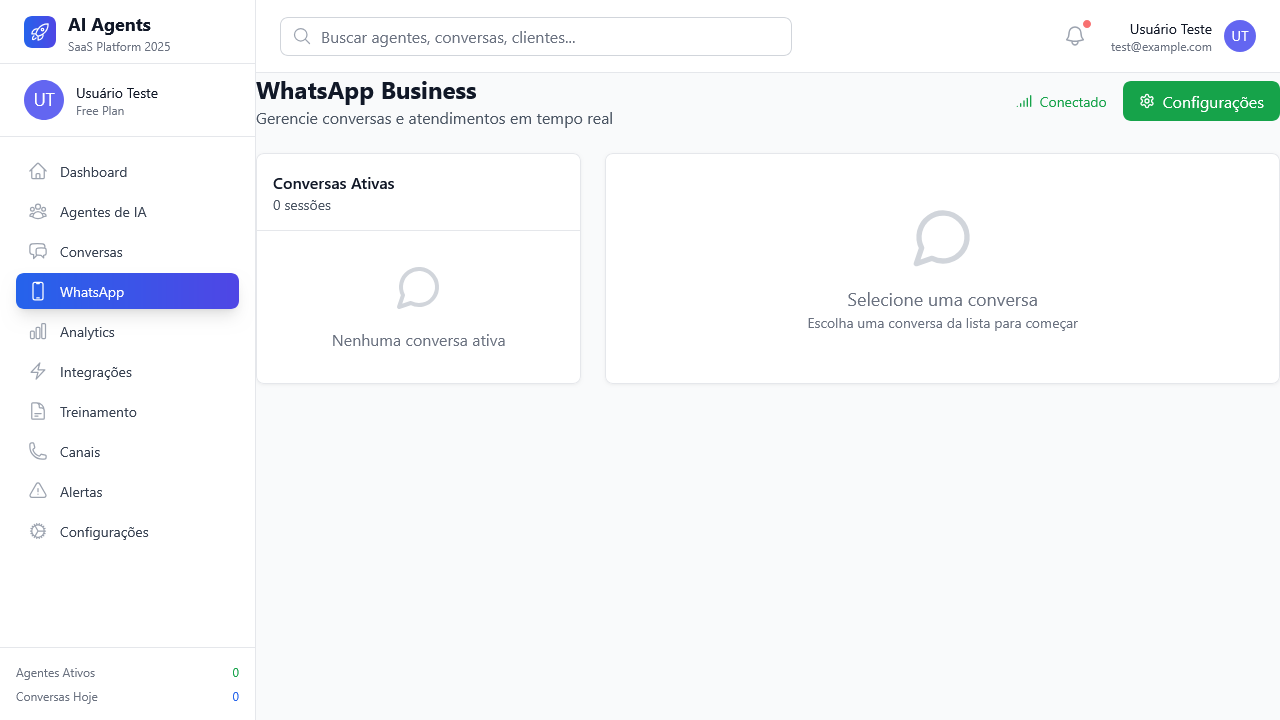 AI Agents
SaaS Platform 2025
UT
Usuário Teste
Free Plan
Dashboard
Agentes de IA
Conversas
WhatsApp
Analytics
Integrações
Treinamento
Canais
Alertas
Configurações
Agentes Ativos 0
Conversas Hoje 0
Buscar agentes, conversas, clientes...
Usuário Teste
test@example.com
UT
WhatsApp Business
Gerencie conversas e atendimentos em tempo real
Conectado
Configurações
Conversas Ativas
0 sessões
Nenhuma conversa ativa
Selecione uma conversa
Escolha uma conversa da lista para começar